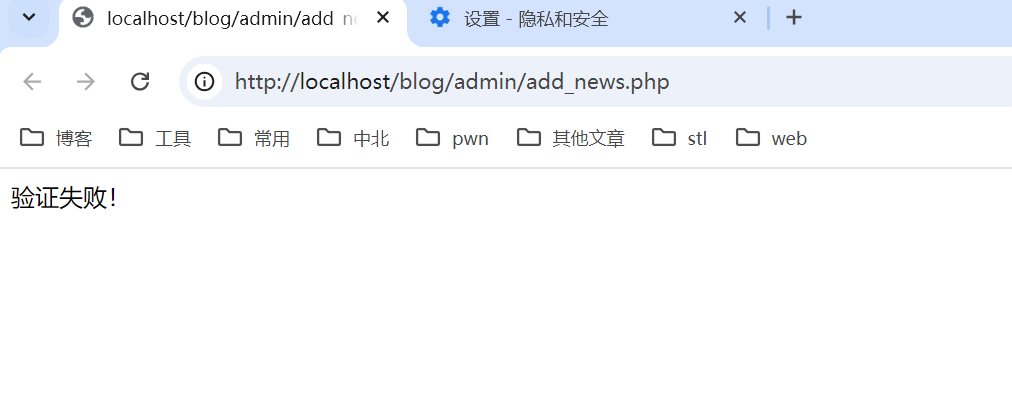 localhost/blog/admin/add_ne
设置 - 隐私和安全
http://localhost/blog/admin/add_news.php
博客 工具 常用 中北 pwn 其他文章 stl web
验证失败！